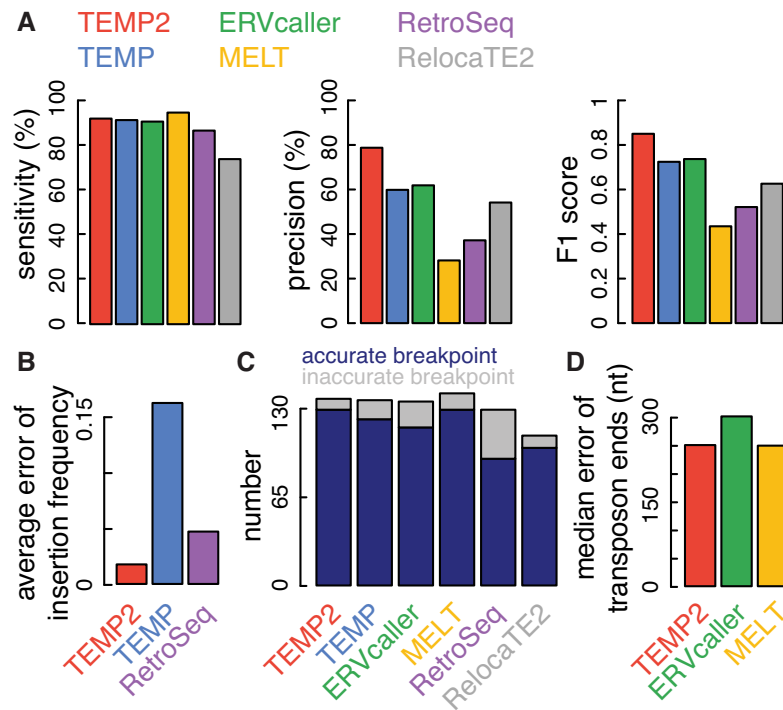 A
TEMP2 ERVcaller RetroSeq
TEMP MELT RelocaTE2
sensitivity (%)
0 20 40 60 80 100
precision (%)
0 20 40 60 80 100
F1 score
0 0.2 0.4 0.6 0.8 1
B
average error of
insertion frequency
0 0.15
TEMP2
TEMP
RetroSeq
C
accurate breakpoint
inaccurate breakpoint
number
0 65 130
TEMP2
TEMP
ERVcaller
MELT
RetroSeq
RelocaTE2
D
median error of
transposon ends (nt)
0 150 300
TEMP2
ERVcaller
MELT